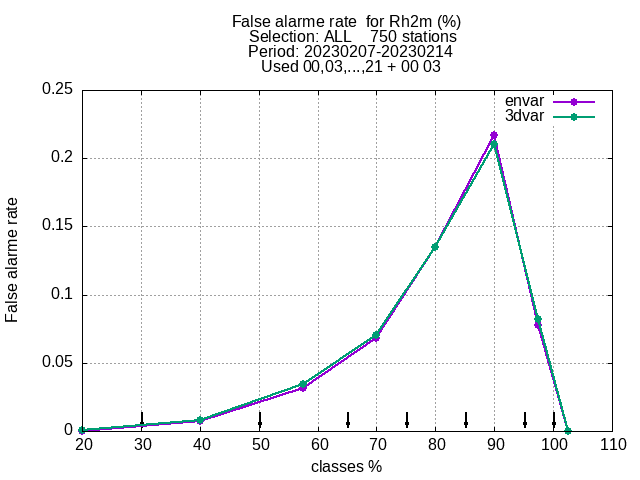 False alarme rate  for Rh2m (%)
Selection: ALL    750 stations
Period: 20230207-20230214
Used 00,03,...,21 + 00 03
envar
3dvar
0.25
0.2
0.15
0.1
0.05
0
False alarme rate
20 30 40 50 60 70 80 90 100 110
classes %